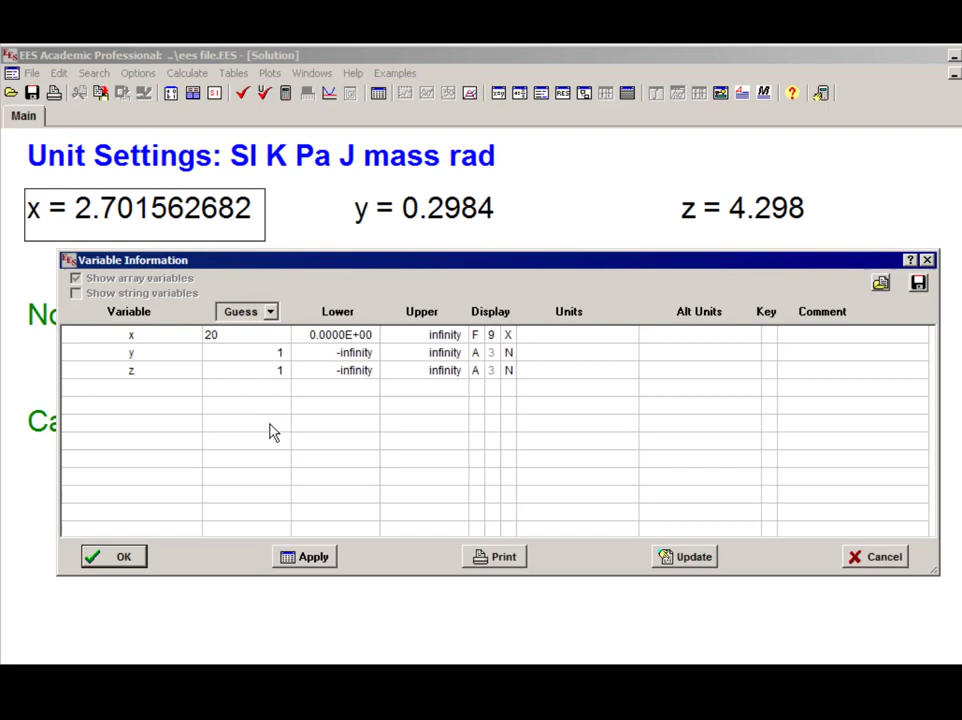 EES Academic Professional: ..\ees file.EES - [Solution]
File Edit Search Options Calculate Tables Plots Windows Help Examples
Main
Unit Settings: SI K Pa J mass rad
x = 2.701562682 y = 0.2984 z = 4.298
No
Ca
EES Variable Information
Show array variables
Show string variables
Variable Guess Lower Upper Display Units Alt Units Key Comment
x 20 0.0000E+00 infinity F 9 X
y 1 -infinity infinity A 3 N
z 1 -infinity infinity A 3 N
OK Apply Print Update Cancel